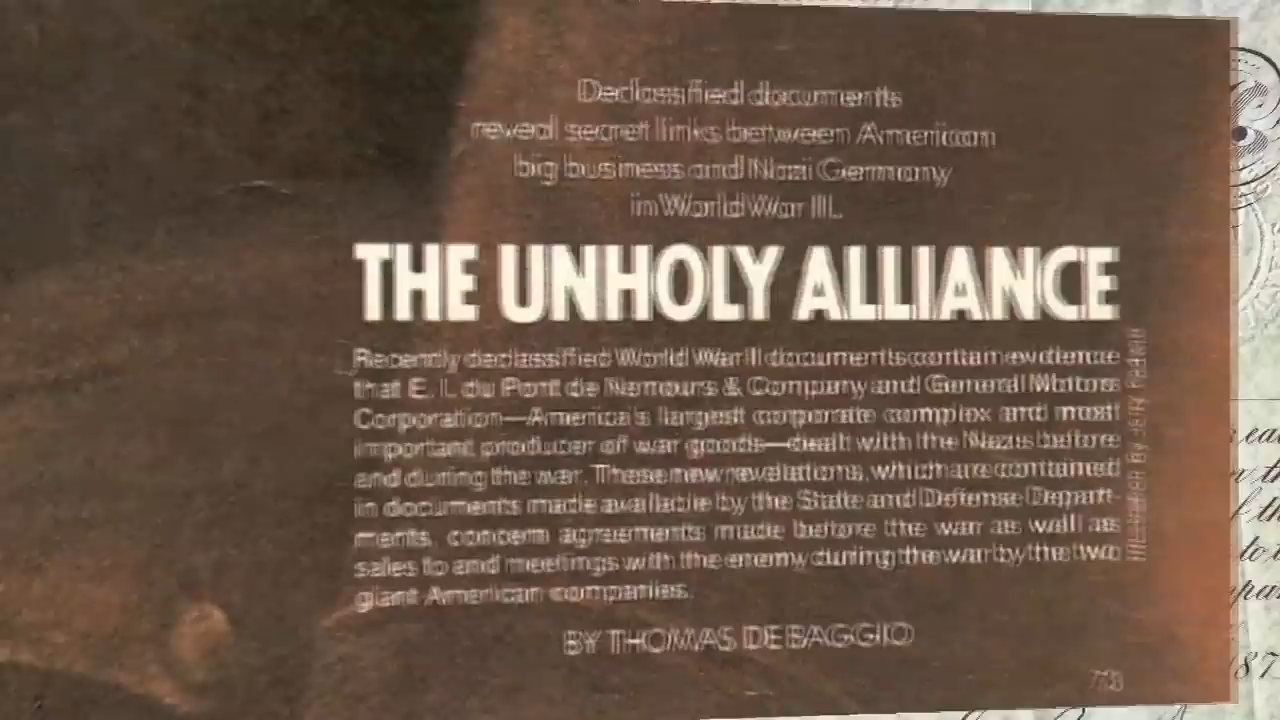 Declassified documents
reveal secret links between American
big business and Nazi Germany
in World War II.
THE UNHOLY ALLIANCE
Recently declassified World War II documents contain evidence
that E. I. du Pont de Nemours & Company and General Motors
Corporation—America's largest corporate complex and most
important producer of war goods—dealt with the Nazis before
and during the war. These new revelations, which are contained
in documents made available by the State and Defense Depart-
ments, concern agreements made before the war as well as
sales to and meetings with the enemy during the war by the two
giant American companies.
BY THOMAS DE BAGGIO